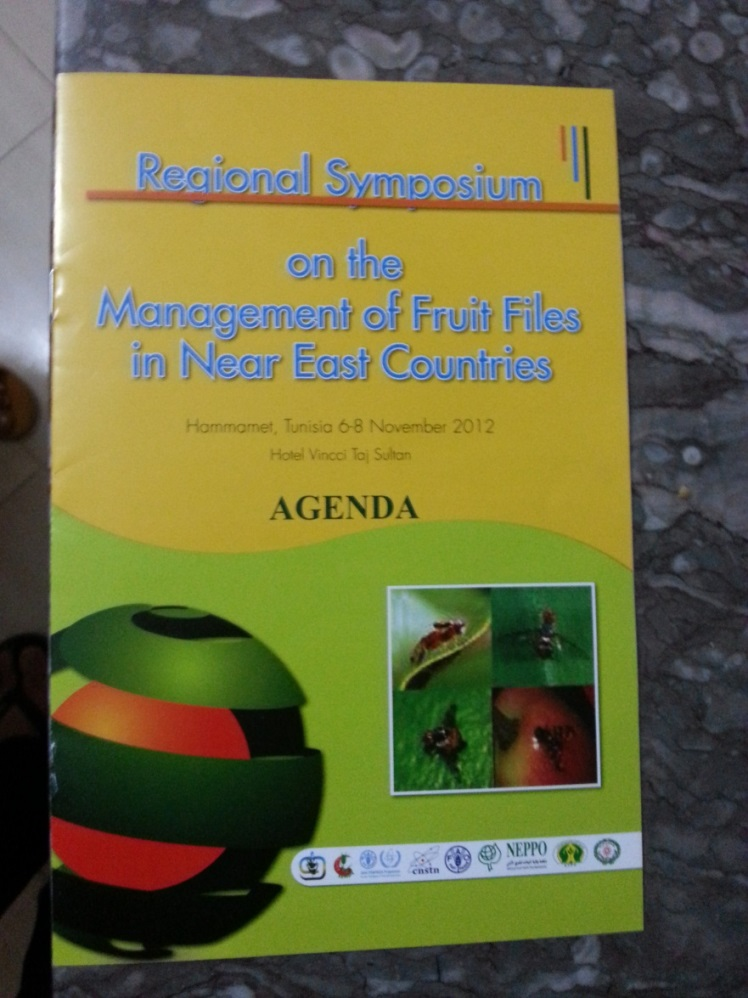 Regional Symposium
on the
Management of Fruit Files
in Near East Countries
Hammamet, Tunisia 6-8 November 2012
Hotel Vincci Taj Sultan
AGENDA
cnstn
NEPPO